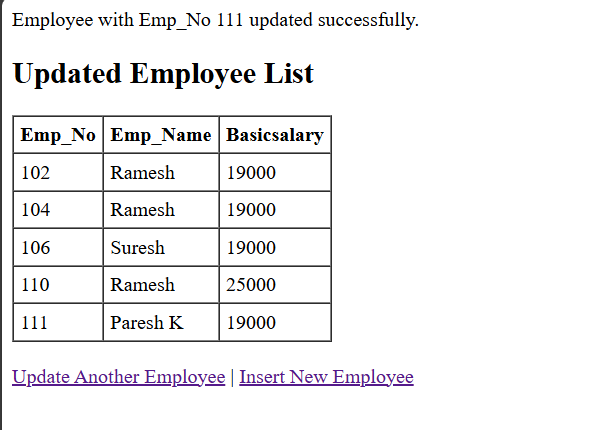 Employee with Emp_No 111 updated successfully.
Updated Employee List
Emp_No Emp_Name Basicsalary
102 Ramesh 19000
104 Ramesh 19000
106 Suresh 19000
110 Ramesh 25000
111 Paresh K 19000
Update Another Employee | Insert New Employee